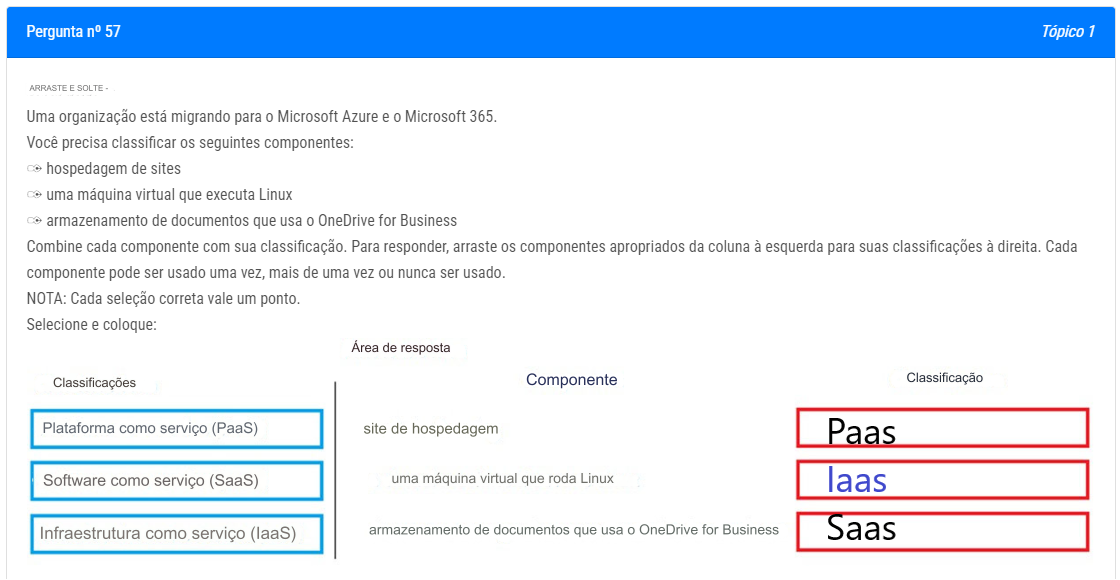 Pergunta nº 57
Tópico 1
ARRASTE E SOLTE -
Uma organização está migrando para o Microsoft Azure e o Microsoft 365.
Você precisa classificar os seguintes componentes:
hospedagem de sites
uma máquina virtual que executa Linux
armazenamento de documentos que usa o OneDrive for Business
Combine cada componente com sua classificação. Para responder, arraste os componentes apropriados da coluna à esquerda para suas classificações à direita. Cada
componente pode ser usado uma vez, mais de uma vez ou nunca ser usado.
NOTA: Cada seleção correta vale um ponto.
Selecione e coloque:
Área de resposta
Classificações
Componente
Classificação
Plataforma como serviço (PaaS)
site de hospedagem
Paas
Software como serviço (SaaS)
uma máquina virtual que roda Linux
Iaas
Infraestrutura como serviço (IaaS)
armazenamento de documentos que usa o OneDrive for Business
Saas